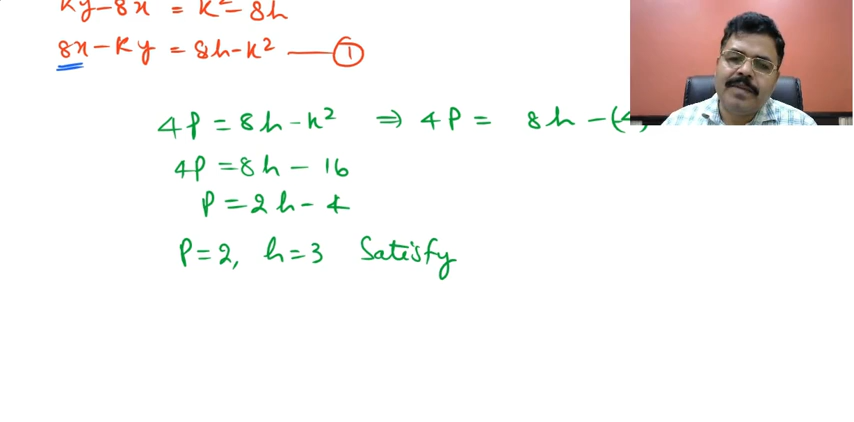 ky - 8x = k² - 8h
8x - ky = 8h - k² —— ①
4P = 8h - k² ⇒ 4P = 8h - (4)
4P = 8h - 16
P = 2h - 4
P = 2, h = 3 Satisfy